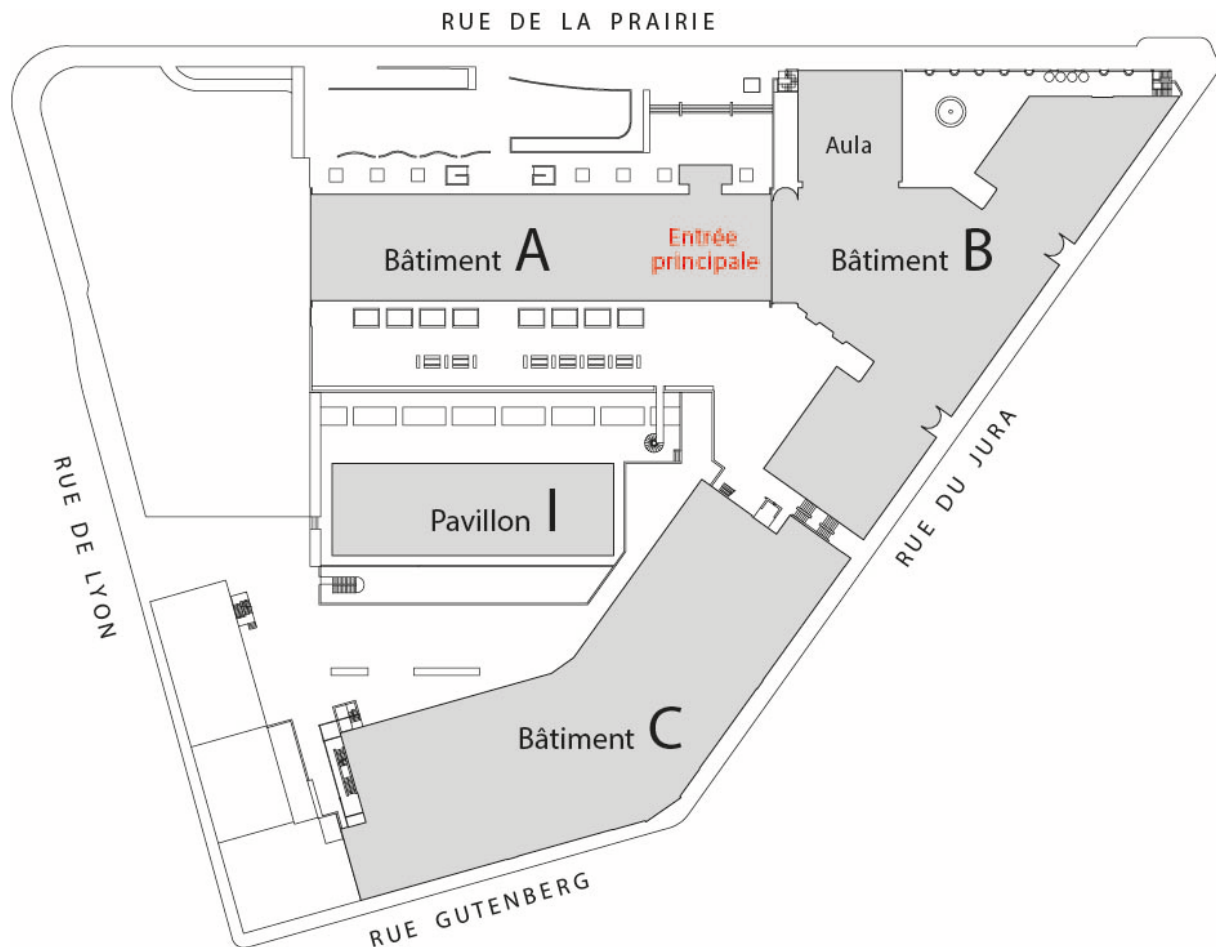 RUE DE LA PRAIRIE
Aula
Bâtiment A
Entrée
principale
Bâtiment B
RUE DE LYON
Pavillon I
RUE DU JURA
Bâtiment C
RUE GUTENBERG